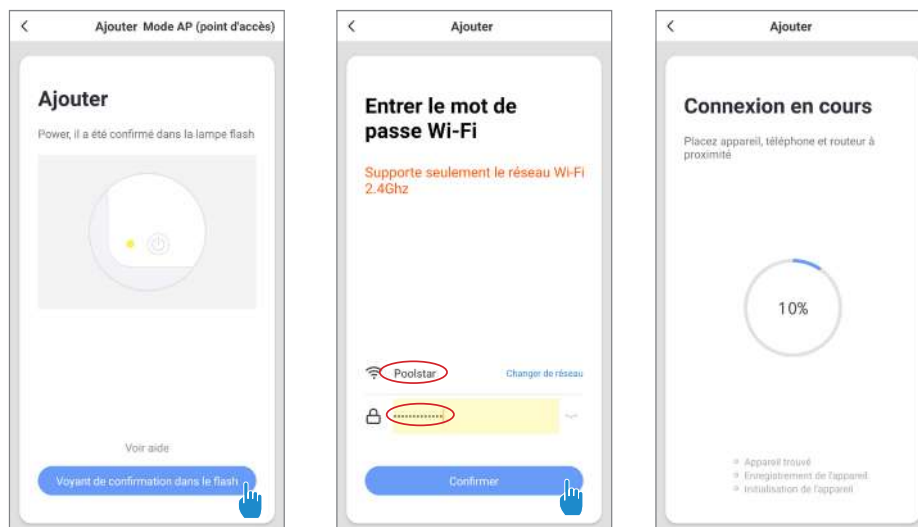 Ajouter Mode AP (point d'accès)
Ajouter
Power, il a été confirmé dans la lampe flash
Voir aide
Voyant de confirmation dans le flash
Ajouter
Entrer le mot de
passe Wi-Fi
Supporte seulement le réseau Wi-Fi
2.4Ghz
Poolstar
Changer de réseau
••••••••••••
Confirmer
Ajouter
Connexion en cours
Placez appareil, téléphone et routeur à
proximité
10%
Appareil trouvé
Enregistrement de l'appareil
Initialisation de l'appareil